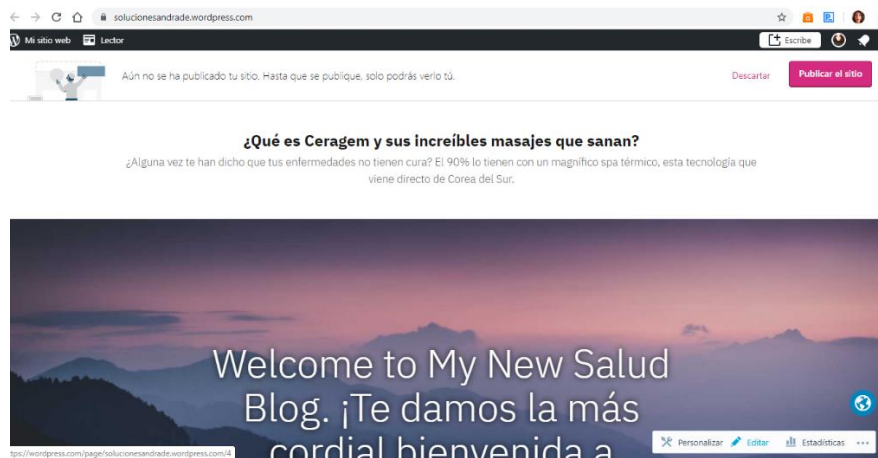 solucionesandrade.wordpress.com
Mi sitio web Lector Escribe
Aún no se ha publicado tu sitio. Hasta que se publique, solo podrás verlo tú. Descartar Publicar el sitio
¿Qué es Ceragem y sus increíbles masajes que sanan?
¿Alguna vez te han dicho que tus enfermedades no tienen cura? El 90% lo tienen con un magnífico spa térmico, esta tecnología que
viene directo de Corea del Sur.
Welcome to My New Salud
Blog. ¡Te damos la más
cordial bienvenida a
Personalizar Editar Estadísticas
tps://wordpress.com/page/solucionesandrade.wordpress.com/4